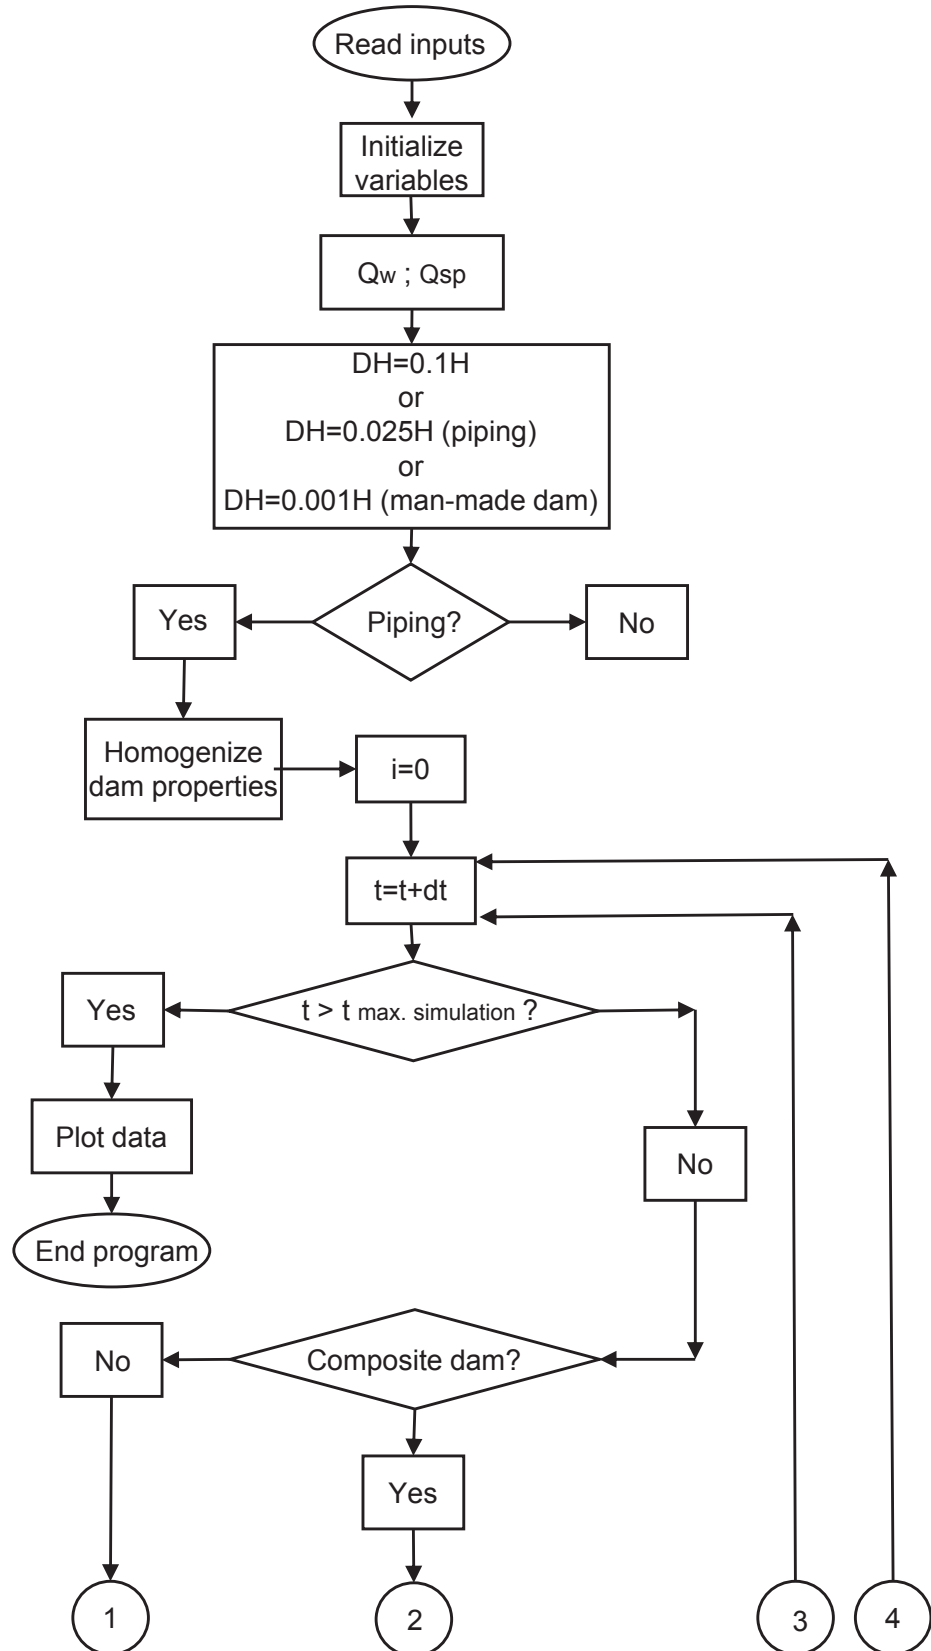 Read inputs
Initialize
variables
Qw ; Qsp
DH=0.1H
or
DH=0.025H (piping)
or
DH=0.001H (man-made dam)
Yes
Piping?
No
Homogenize
dam properties
i=0
t=t+dt
Yes
t > t max. simulation ?
Plot data
No
End program
No
Composite dam?
Yes
1
2
3
4